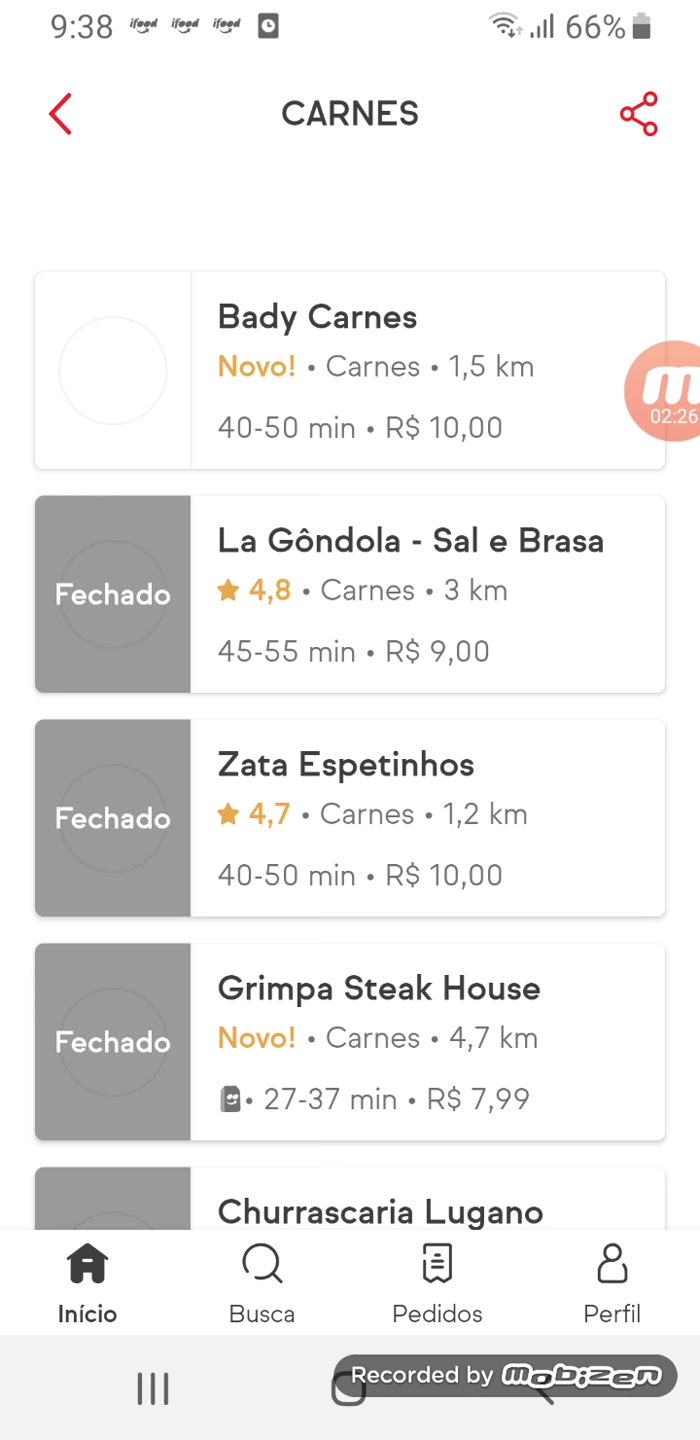 9:38 ifood ifood ifood 66%
CARNES
Bady Carnes
Novo! • Carnes • 1,5 km
40-50 min • R$ 10,00
m
02:26
Fechado
La Gôndola - Sal e Brasa
4,8 • Carnes • 3 km
45-55 min • R$ 9,00
Fechado
Zata Espetinhos
4,7 • Carnes • 1,2 km
40-50 min • R$ 10,00
Fechado
Grimpa Steak House
Novo! • Carnes • 4,7 km
• 27-37 min • R$ 7,99
Churrascaria Lugano
Início Busca Pedidos Perfil
Recorded by mobizen